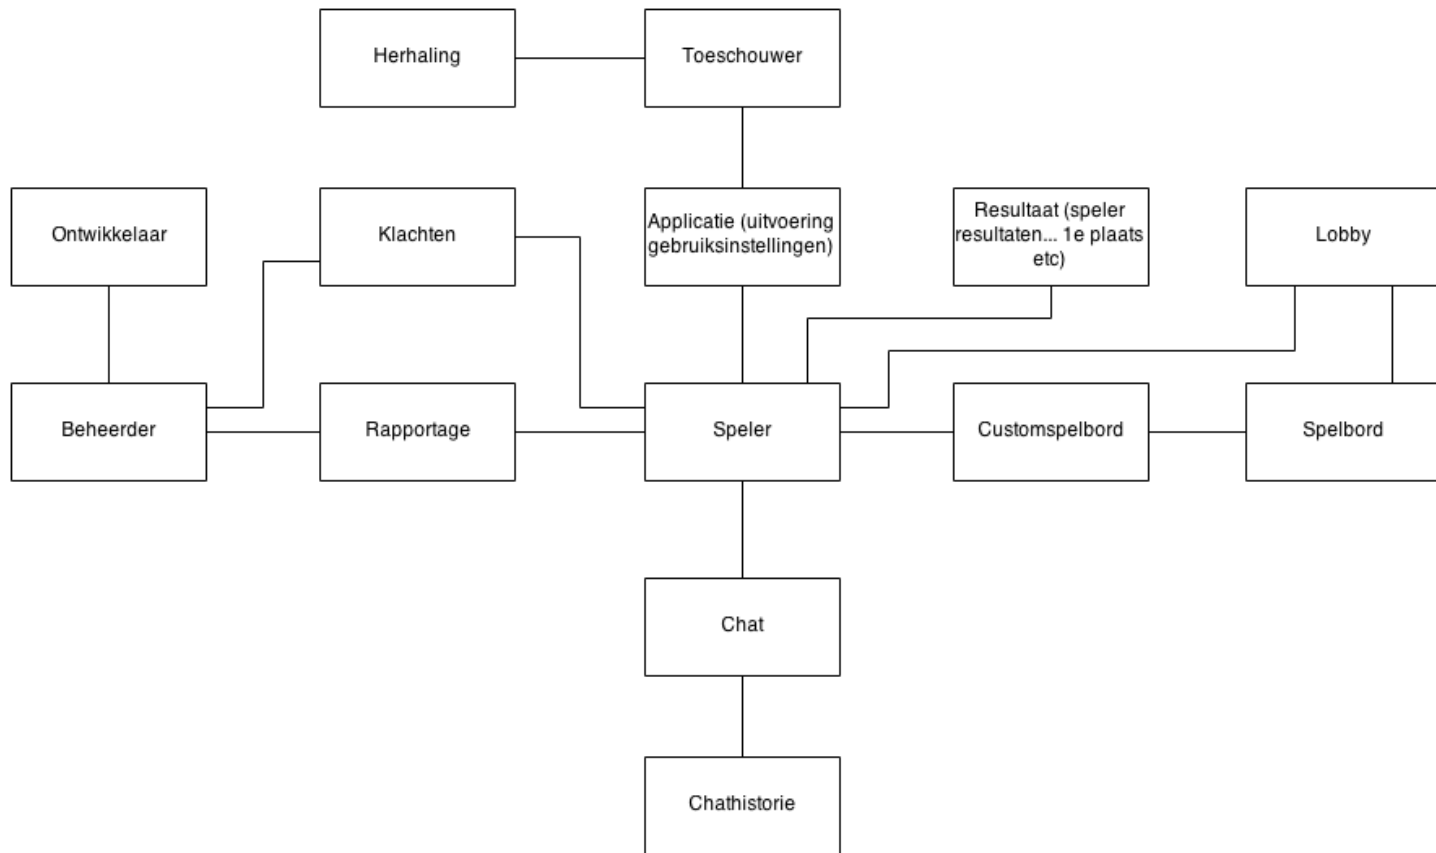 Herhaling
Toeschouwer
Ontwikkelaar
Klachten
Applicatie (uitvoering
gebruiksinstellingen)
Resultaat (speler
resultaten... 1e plaats
etc)
Lobby
Beheerder
Rapportage
Speler
Customspelbord
Spelbord
Chat
Chathistorie